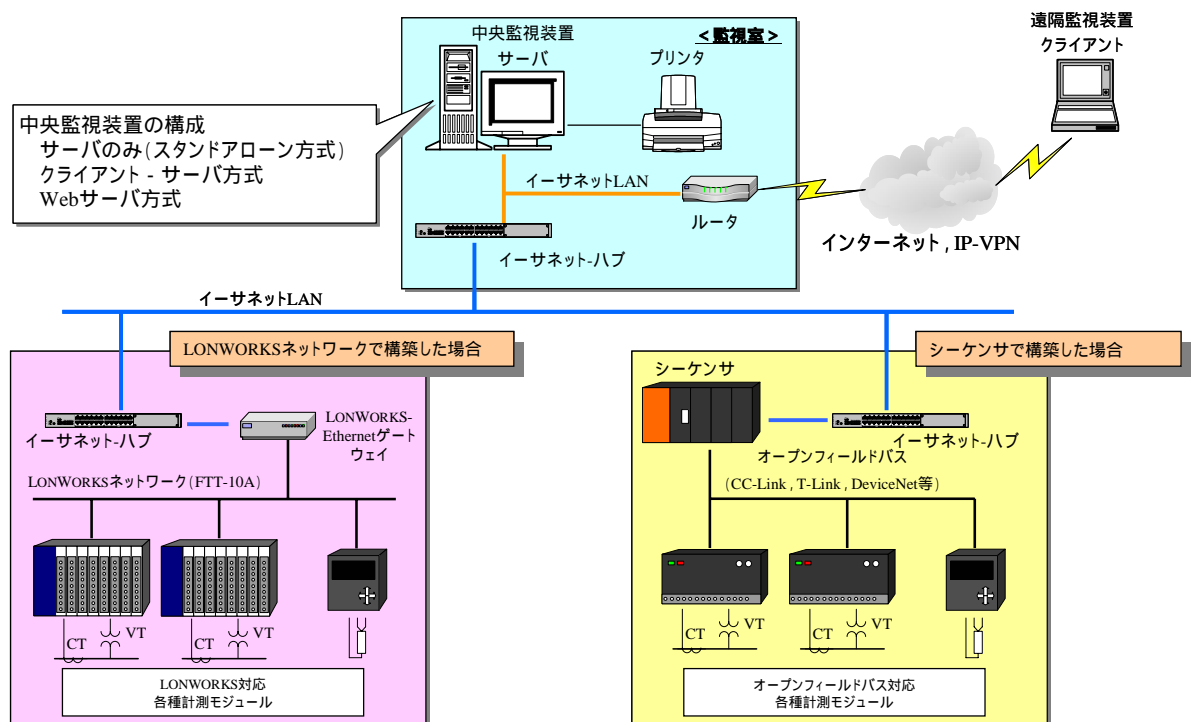 中央監視装置
サーバ
<監視室>
プリンタ
遠隔監視装置
クライアント
中央監視装置の構成
サーバのみ(スタンドアローン方式)
クライアント - サーバ方式
Webサーバ方式
イーサネットLAN
ルータ
イーサネット-ハブ
インターネット , IP-VPN
イーサネットLAN
LONWORKSネットワークで構築した場合
イーサネット-ハブ
LONWORKS-
Ethernetゲート
ウェイ
LONWORKSネットワーク(FTT-10A)
CT
VT
CT
VT
LONWORKS対応
各種計測モジュール
シーケンサで構築した場合
シーケンサ
イーサネット-ハブ
オープンフィールドバス
(CC-Link , T-Link , DeviceNet等)
CT
VT
CT
VT
オープンフィールドバス対応
各種計測モジュール